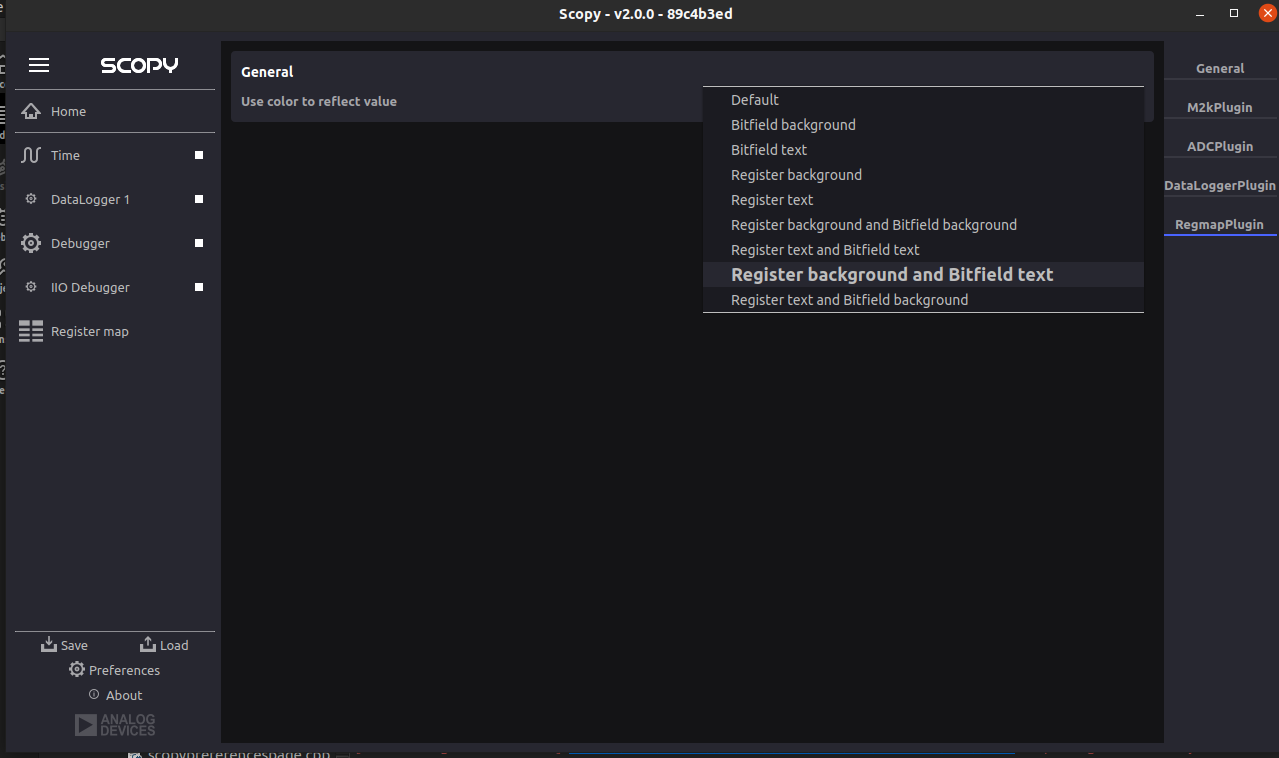 Scopy - v2.0.0 - 89c4b3ed
SCOPY
Home
Time
DataLogger 1
Debugger
IIO Debugger
Register map
Save
Load
Preferences
About
ANALOG
DEVICES
General
Use color to reflect value
Default
Bitfield background
Bitfield text
Register background
Register text
Register background and Bitfield background
Register text and Bitfield text
Register background and Bitfield text
Register text and Bitfield background
General
M2kPlugin
ADCPlugin
DataLoggerPlugin
RegmapPlugin
scopypreferencespage.cpp